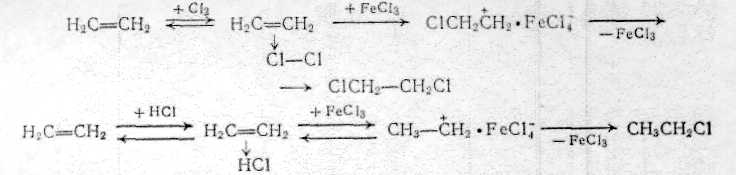 H₂C=CH₂ + Cl₂ ⇌ H₂C=CH₂ + FeCl₃ → ClCH₂C⁺H₂ • FeCl₄⁻ − FeCl₃ →
↓
Cl—Cl
→ ClCH₂—CH₂Cl
H₂C=CH₂ + HCl ⇌ H₂C=CH₂ + FeCl₃ ⇌ CH₃—C⁺H₂ • FeCl₄⁻ − FeCl₃ → CH₃CH₂Cl
↓
HCl